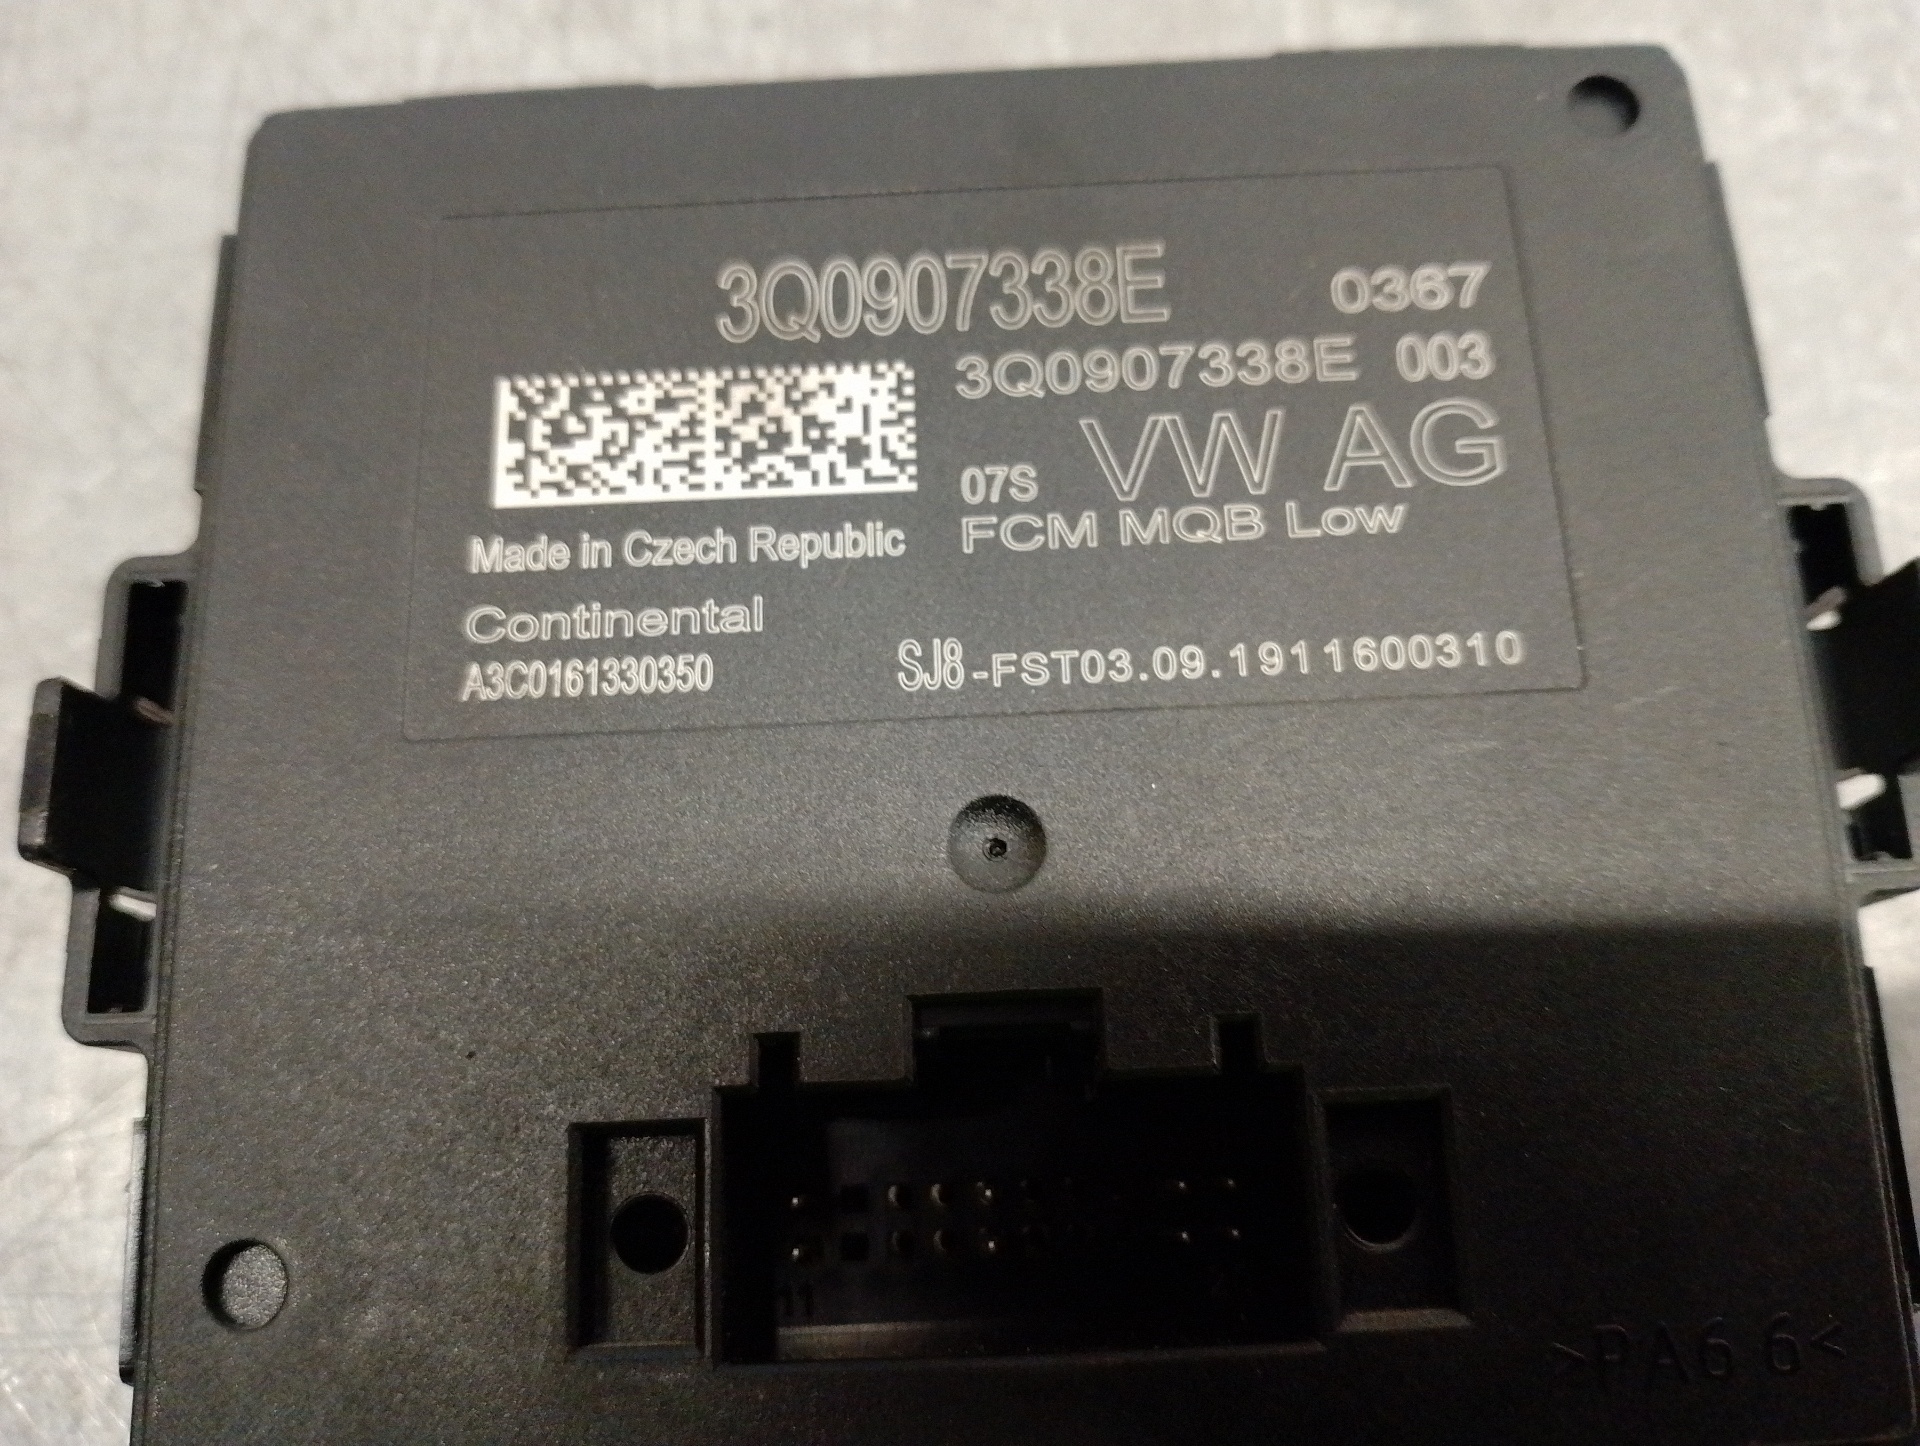 3Q0907338E 0367
3Q0907338E 003
07S VW AG
FCM MQB Low
Made in Czech Republic
Continental
A3C0161330350 SJ8-FST03.09.1911600310
11
>PA66<